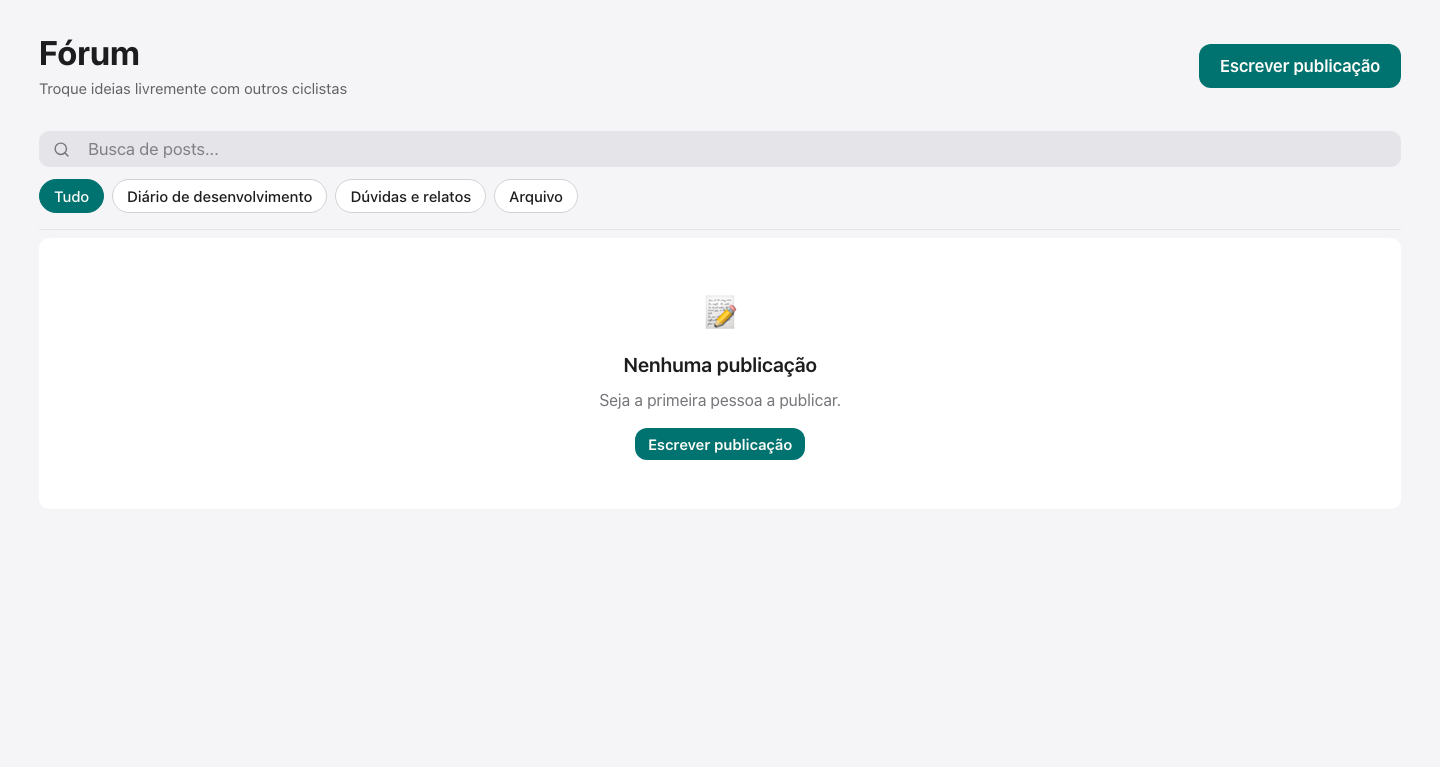 Fórum
Troque ideias livremente com outros ciclistas
Escrever publicação
Busca de posts...
Tudo
Diário de desenvolvimento
Dúvidas e relatos
Arquivo
Nenhuma publicação
Seja a primeira pessoa a publicar.
Escrever publicação